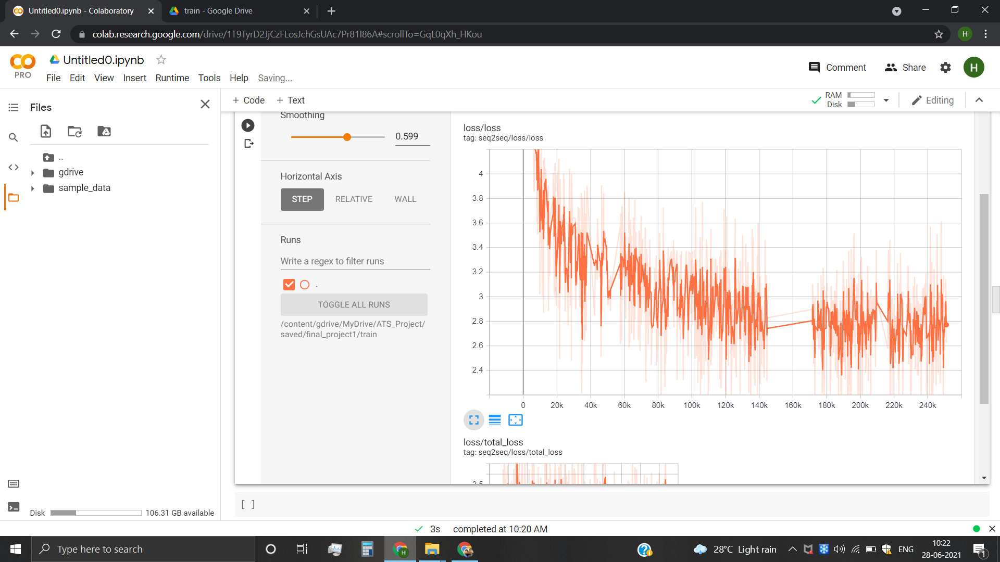 Untitled0.ipynb - Colaboratory
train - Google Drive
colab.research.google.com/drive/1T9TyrD2JjCzFLosJchGsUAc7Pr81I86A#scrollTo=GqL0qXh_HKou
H
PRO
Untitled0.ipynb
File Edit View Insert Runtime Tools Help Saving...
Comment
Share
H
Files
+ Code + Text
RAM
Disk
Editing
..
gdrive
sample_data
Smoothing
0.599
Horizontal Axis
STEP RELATIVE WALL
Runs
Write a regex to filter runs
.
TOGGLE ALL RUNS
/content/gdrive/MyDrive/ATS_Project/
saved/final_project1/train
loss/loss
tag: seq2seq/loss/loss
4
3.8
3.6
3.4
3.2
3
2.8
2.6
2.4
0 20k 40k 60k 80k 100k 120k 140k 160k 180k 200k 220k 240k
loss/total_loss
tag: seq2seq/loss/total_loss
3.5
[ ]
Disk 106.31 GB available
3s completed at 10:20 AM
Type here to search
28°C Light rain
ENG
10:22
28-06-2021
1